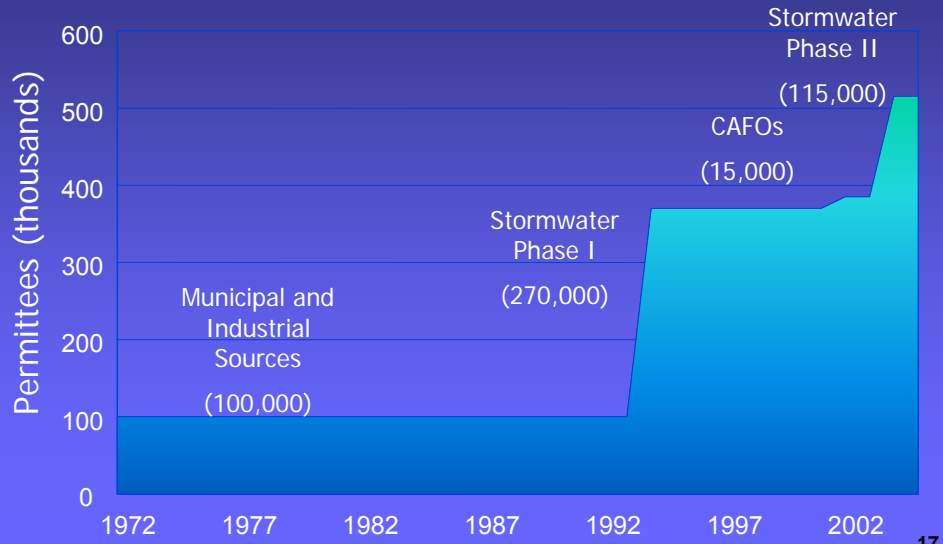 Permittees (thousands)
600
500
400
300
200
100
0
Municipal and
Industrial
Sources
(100,000)
Stormwater
Phase I
(270,000)
CAFOs
(15,000)
Stormwater
Phase II
(115,000)
1972 1977 1982 1987 1992 1997 2002
17